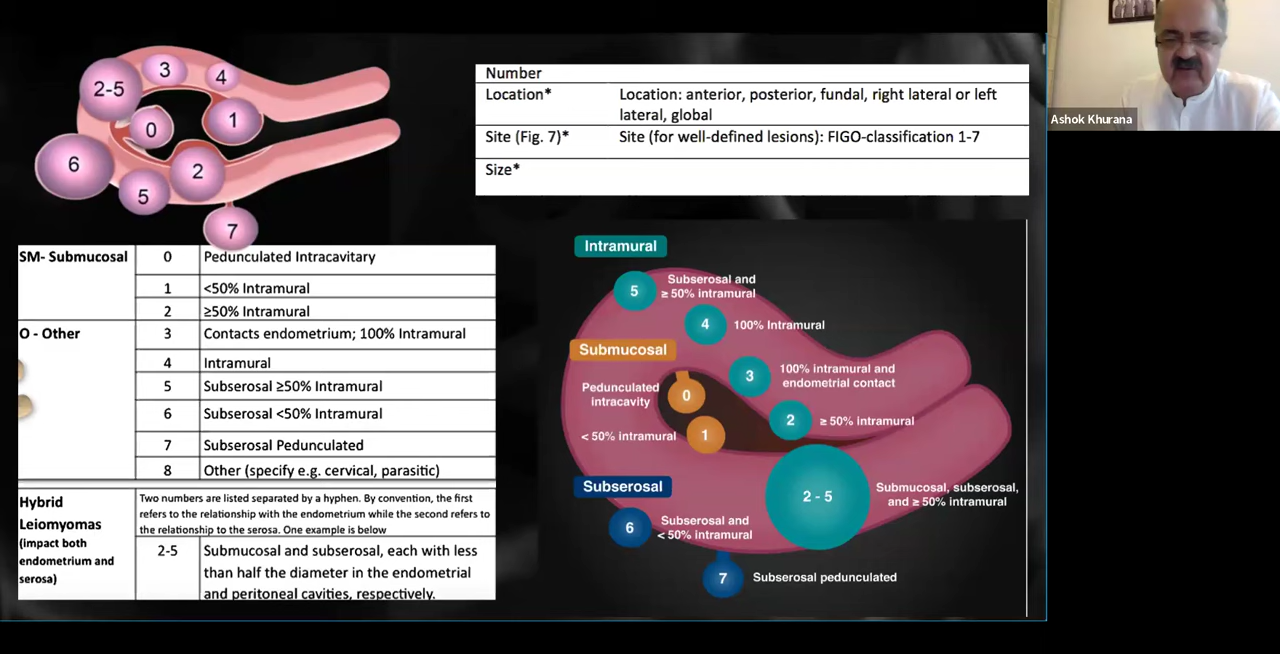 3
4
2-5
1
0
6
2
5
7
SM- Submucosal
0 Pedunculated Intracavitary
1 <50% Intramural
2 ≥50% Intramural
O - Other
3 Contacts endometrium; 100% Intramural
4 Intramural
5 Subserosal ≥50% Intramural
6 Subserosal <50% Intramural
7 Subserosal Pedunculated
8 Other (specify e.g. cervical, parasitic)
Hybrid
Leiomyomas
(impact both
endometrium and
serosa)
Two numbers are listed separated by a hyphen. By convention, the first
refers to the relationship with the endometrium while the second refers to
the relationship to the serosa. One example is below
2-5 Submucosal and subserosal, each with less
than half the diameter in the endometrial
and peritoneal cavities, respectively.
Number
Location* Location: anterior, posterior, fundal, right lateral or left
lateral, global
Site (Fig. 7)* Site (for well-defined lesions): FIGO-classification 1-7
Size*
Intramural
5 Subserosal and
≥ 50% intramural
4 100% Intramural
Submucosal
3 100% intramural and
endometrial contact
Pedunculated
intracavity
0
2 ≥ 50% intramural
< 50% intramural 1
Subserosal
2 - 5 Submucosal, subserosal,
and ≥ 50% intramural
6 Subserosal and
< 50% intramural
7 Subserosal pedunculated
Ashok Khurana